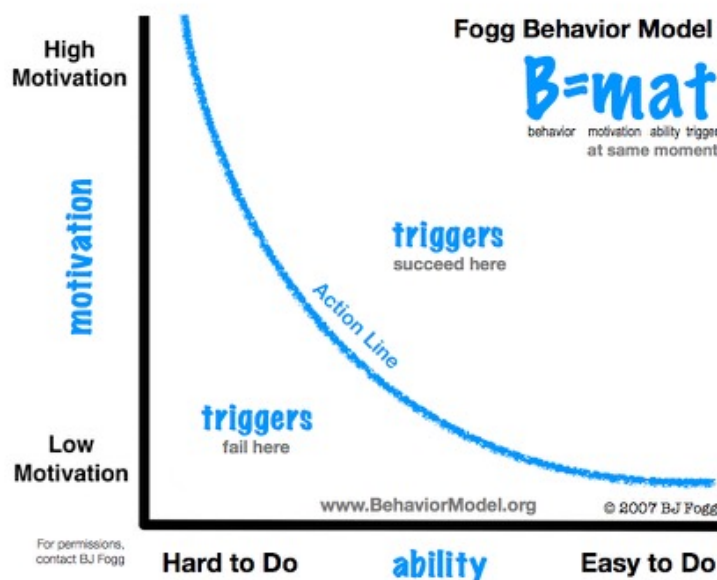 Fogg Behavior Model
B=mat
behavior motivation ability trigger
at same moment
High
Motivation
motivation
triggers
succeed here
Action Line
triggers
fail here
Low
Motivation
www.BehaviorModel.org © 2007 BJ Fogg
For permissions,
contact BJ Fogg
Hard to Do ability Easy to Do